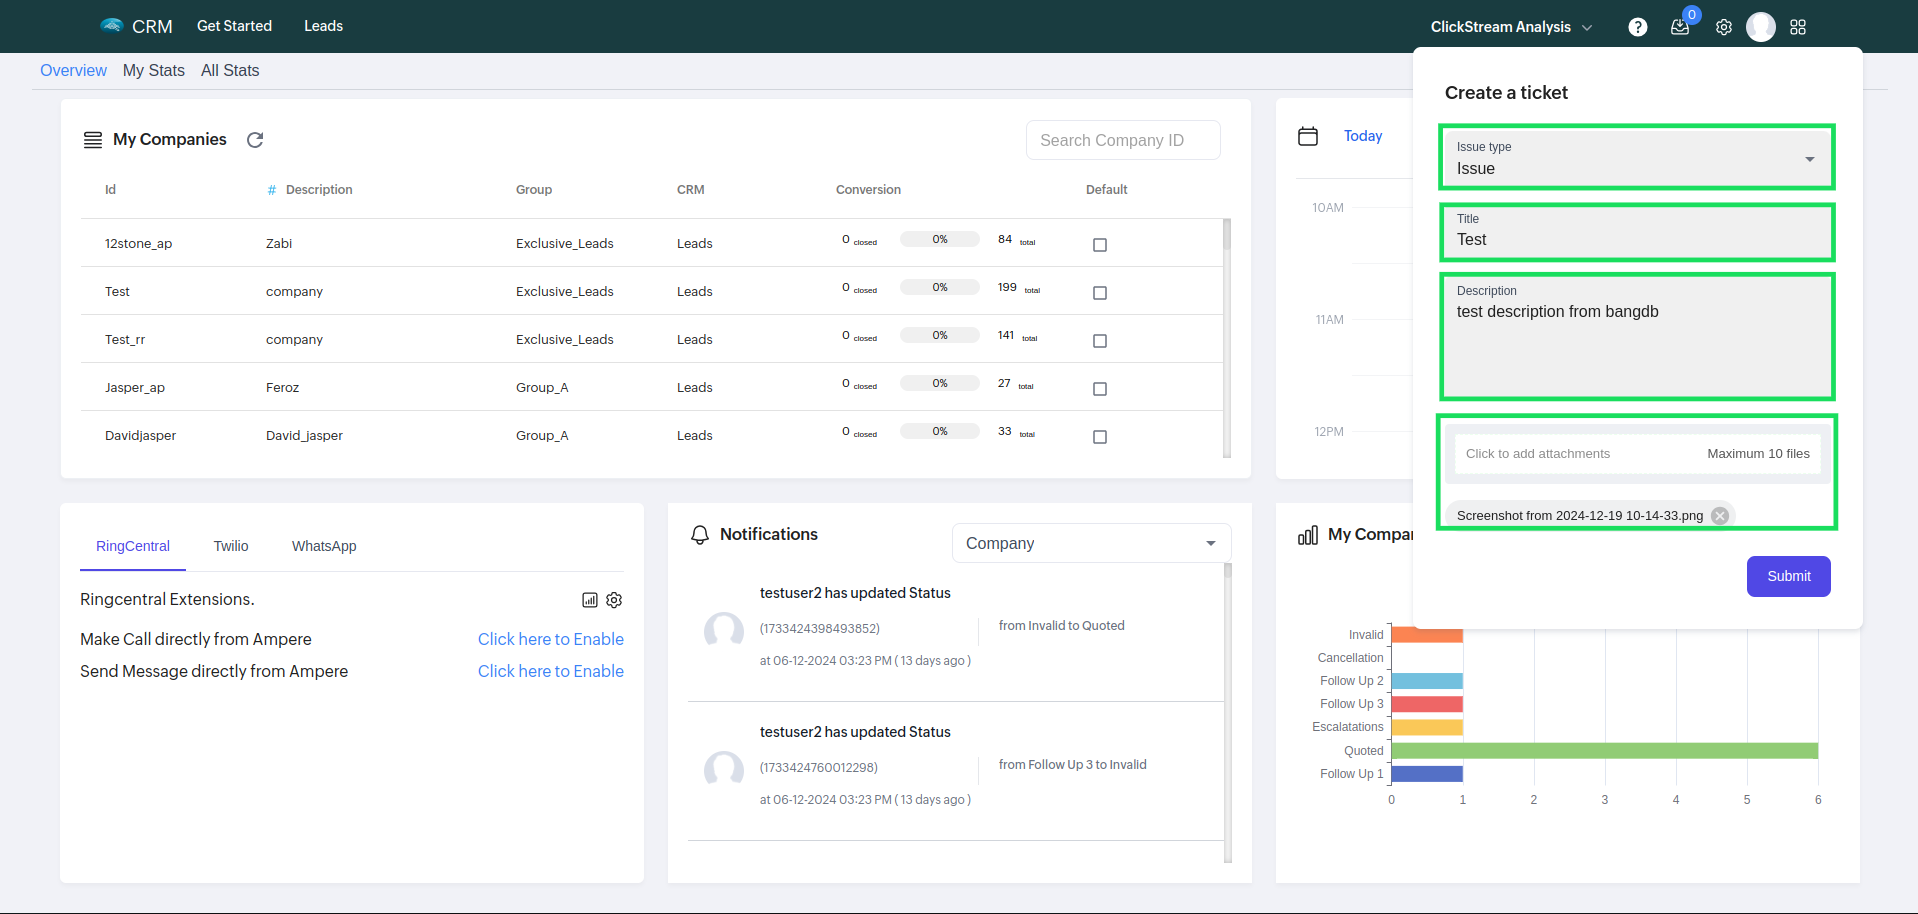 CRM Get Started Leads ClickStream Analysis ? 0
Overview My Stats All Stats
My Companies
Search Company ID
Id # Description Group CRM Conversion Default
12stone_ap Zabi Exclusive_Leads Leads 0 closed 0% 84 total
Test company Exclusive_Leads Leads 0 closed 0% 199 total
Test_rr company Exclusive_Leads Leads 0 closed 0% 141 total
Jasper_ap Feroz Group_A Leads 0 closed 0% 27 total
Davidjasper David_jasper Group_A Leads 0 closed 0% 33 total
Today
10AM
11AM
12PM
Create a ticket
Issue type
Issue
Title
Test
Description
test description from bangdb
Click to add attachments Maximum 10 files
Screenshot from 2024-12-19 10-14-33.png
Submit
RingCentral Twilio WhatsApp
Ringcentral Extensions.
Make Call directly from Ampere Click here to Enable
Send Message directly from Ampere Click here to Enable
Notifications
Company
testuser2 has updated Status
(1733424398493852)
from Invalid to Quoted
at 06-12-2024 03:23 PM ( 13 days ago )
testuser2 has updated Status
(1733424760012298)
from Follow Up 3 to Invalid
at 06-12-2024 03:23 PM ( 13 days ago )
My Compar
Invalid
Cancellation
Follow Up 2
Follow Up 3
Escalatations
Quoted
Follow Up 1
0 1 2 3 4 5 6